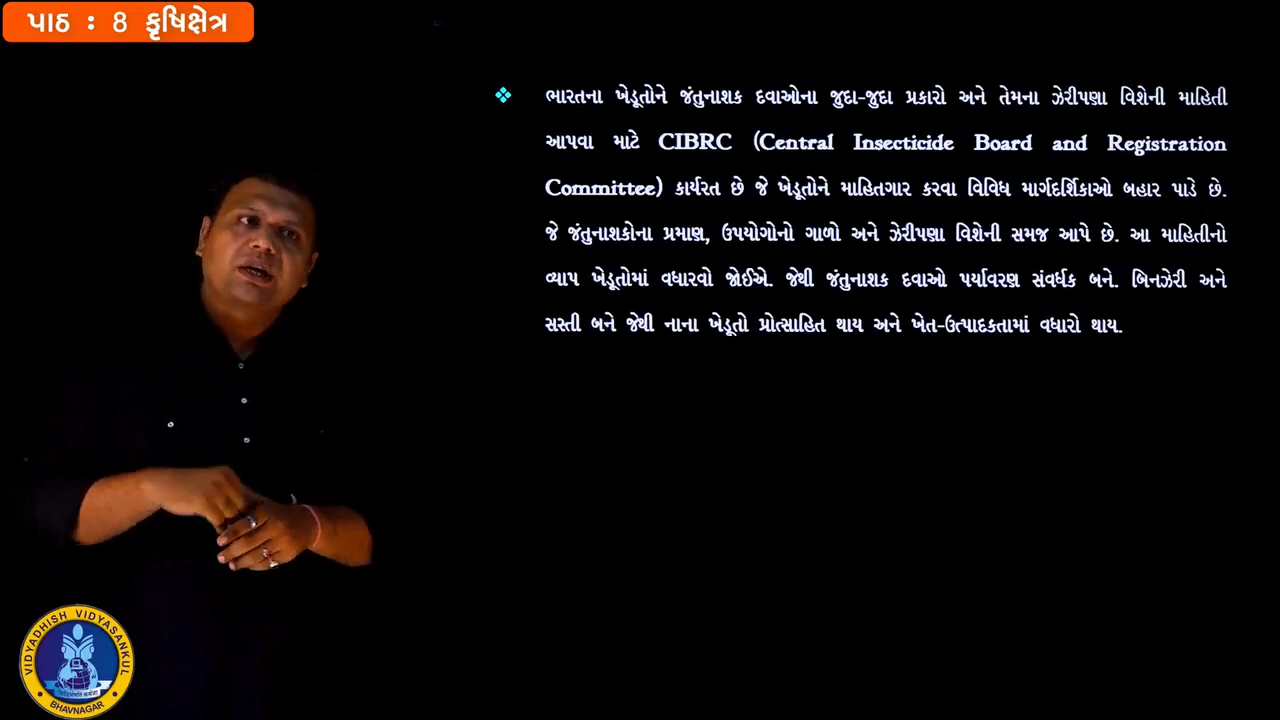 પાઠ : 8 કૃષિક્ષેત્ર
ભારતના ખેડૂતોને જંતુનાશક દવાઓના જુદા-જુદા પ્રકારો અને તેમના ઝેરીપણા વિશેની માહિતી
આપવા માટે CIBRC (Central Insecticide Board and Registration
Committee) કાર્યરત છે જે ખેડૂતોને માહિતગાર કરવા વિવિધ માર્ગદર્શિકાઓ બહાર પાડે છે.
જે જંતુનાશકોના પ્રમાણ, ઉપયોગોનો ગાળો અને ઝેરીપણા વિશેની સમજ આપે છે. આ માહિતીનો
વ્યાપ ખેડૂતોમાં વધારવો જોઈએ. જેથી જંતુનાશક દવાઓ પર્યાવરણ સંવર્ધક બને. બિનઝેરી અને
સસ્તી બને જેથી નાના ખેડૂતો પ્રોત્સાહિત થાય અને ખેત-ઉત્પાદકતામાં વધારો થાય.
VIDYADHISH VIDYASANKUL
BHAVNAGAR